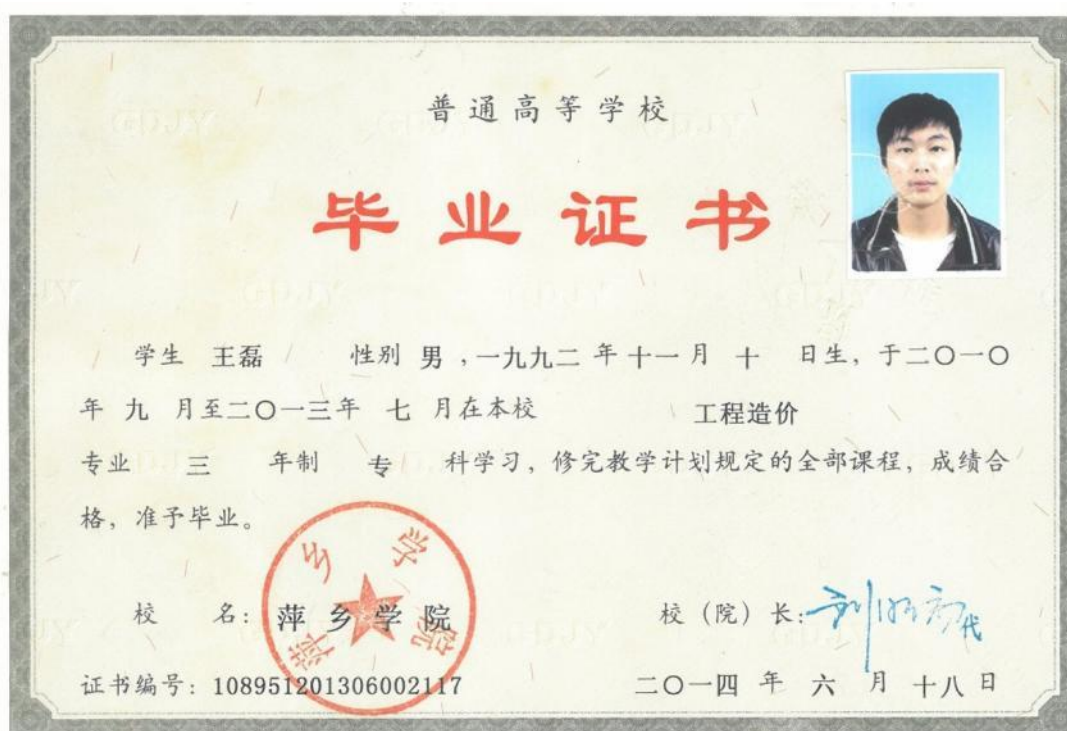 普通高等学校
毕业证书
学生 王磊 性别 男 ,一九九二 年 十一 月 十 日生,于二〇一〇
年 九 月至二〇一三年 七 月在本校 工程造价
专业 三 年制 专 科学习,修完教学计划规定的全部课程,成绩合
格,准予毕业。
校 名: 萍乡学院
萍乡学院
校(院)长:
证书编号:108951201306002117
二〇一四 年 六 月 十八 日